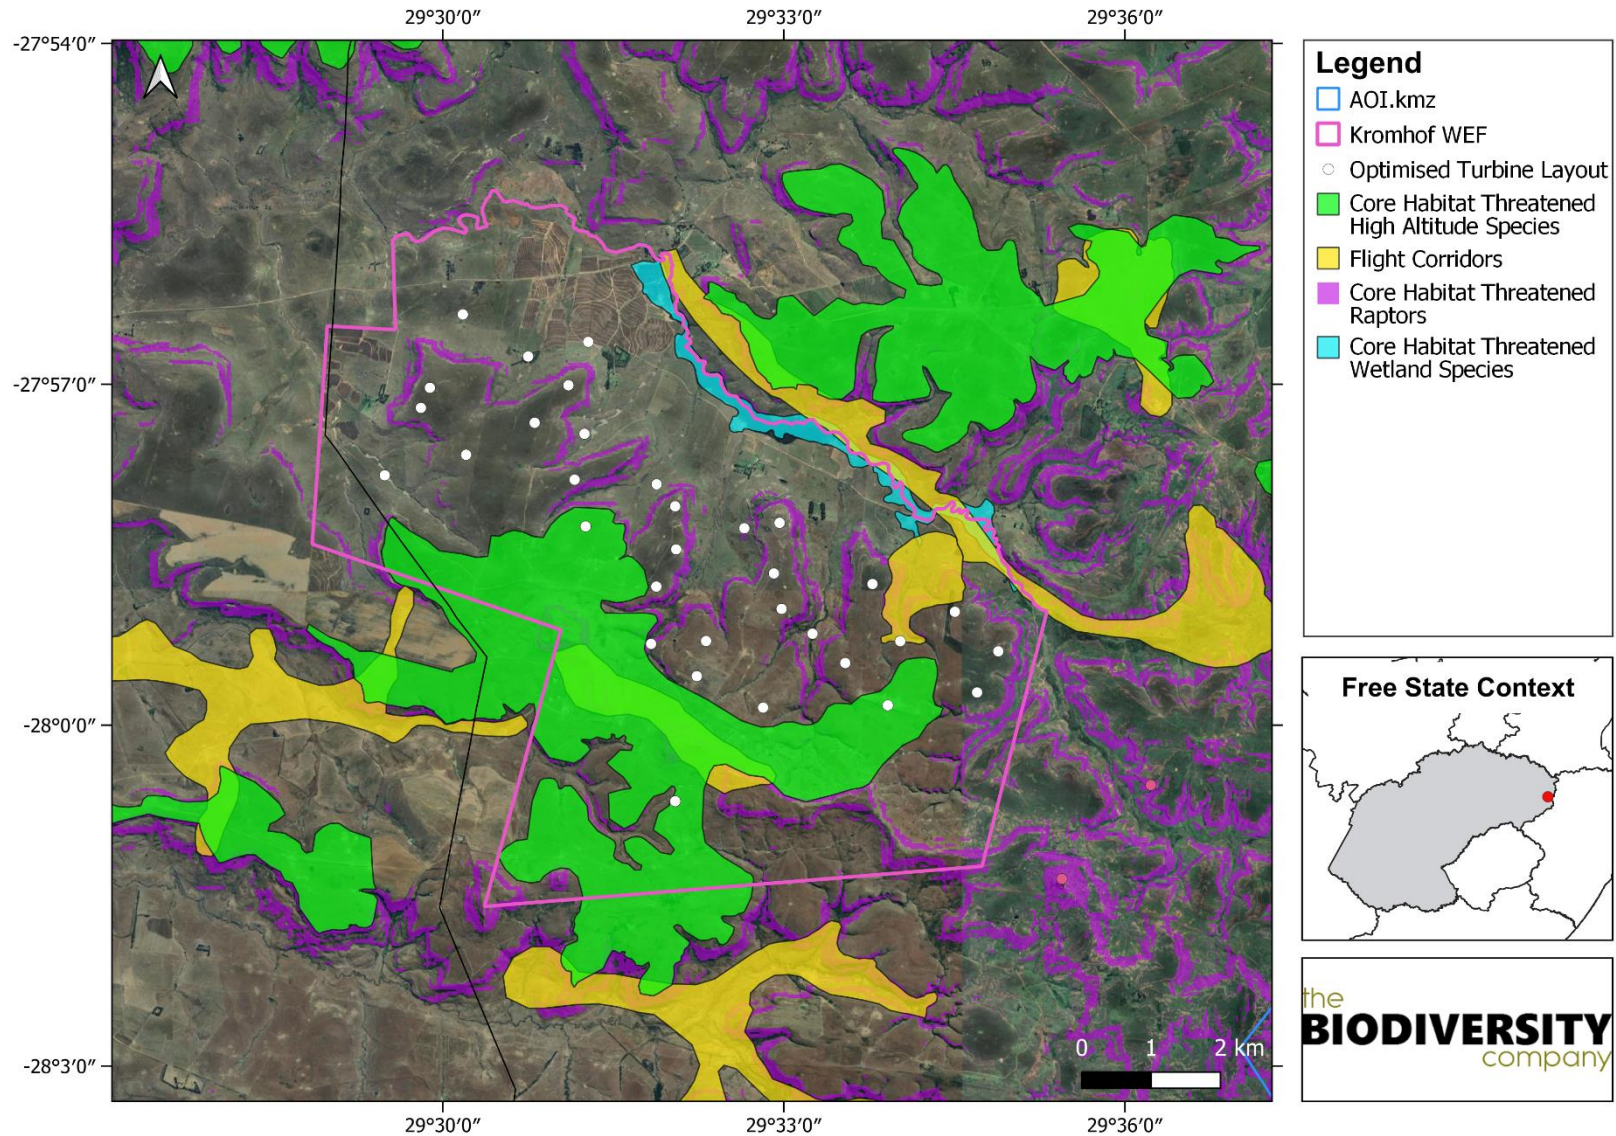 29°30′0″ 29°33′0″ 29°36′0″
-27°54′0″
-27°57′0″
-28°0′0″
-28°3′0″
0 1 2 km
29°30′0″ 29°33′0″ 29°36′0″
Legend
AOI.kmz
Kromhof WEF
Optimised Turbine Layout
Core Habitat Threatened
High Altitude Species
Flight Corridors
Core Habitat Threatened
Raptors
Core Habitat Threatened
Wetland Species
Free State Context
the
BIODIVERSITY
company